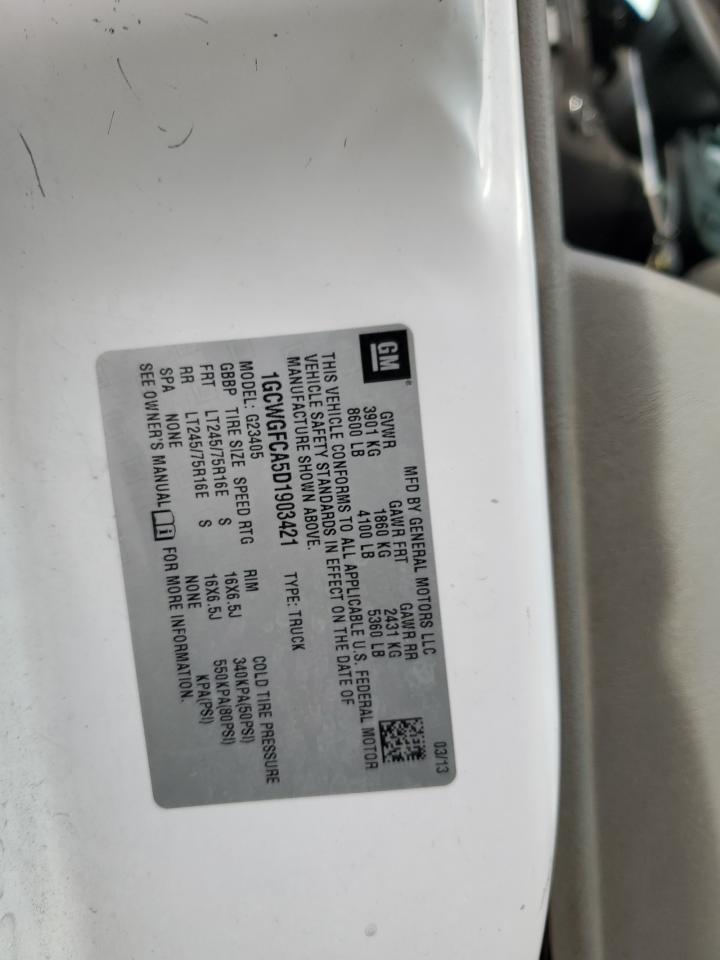 GM®
MFD BY GENERAL MOTORS LLC 03/13
GVWR GAWR FRT GAWR RR
3901 KG 1860 KG 2431 KG
8600 LB 4100 LB 5360 LB
THIS VEHICLE CONFORMS TO ALL APPLICABLE U.S. FEDERAL MOTOR
VEHICLE SAFETY STANDARDS IN EFFECT ON THE DATE OF
MANUFACTURE SHOWN ABOVE.
1GCWGFCA5D1903421 TYPE: TRUCK
MODEL: G23405
GBBP TIRE SIZE SPEED RTG RIM COLD TIRE PRESSURE
FRT LT245/75R16E S 16X6.5J 340KPA(50PSI)
RR LT245/75R16E S 16X6.5J 550KPA(80PSI)
SPA NONE NONE KPA(PSI)
SEE OWNER'S MANUAL FOR MORE INFORMATION.